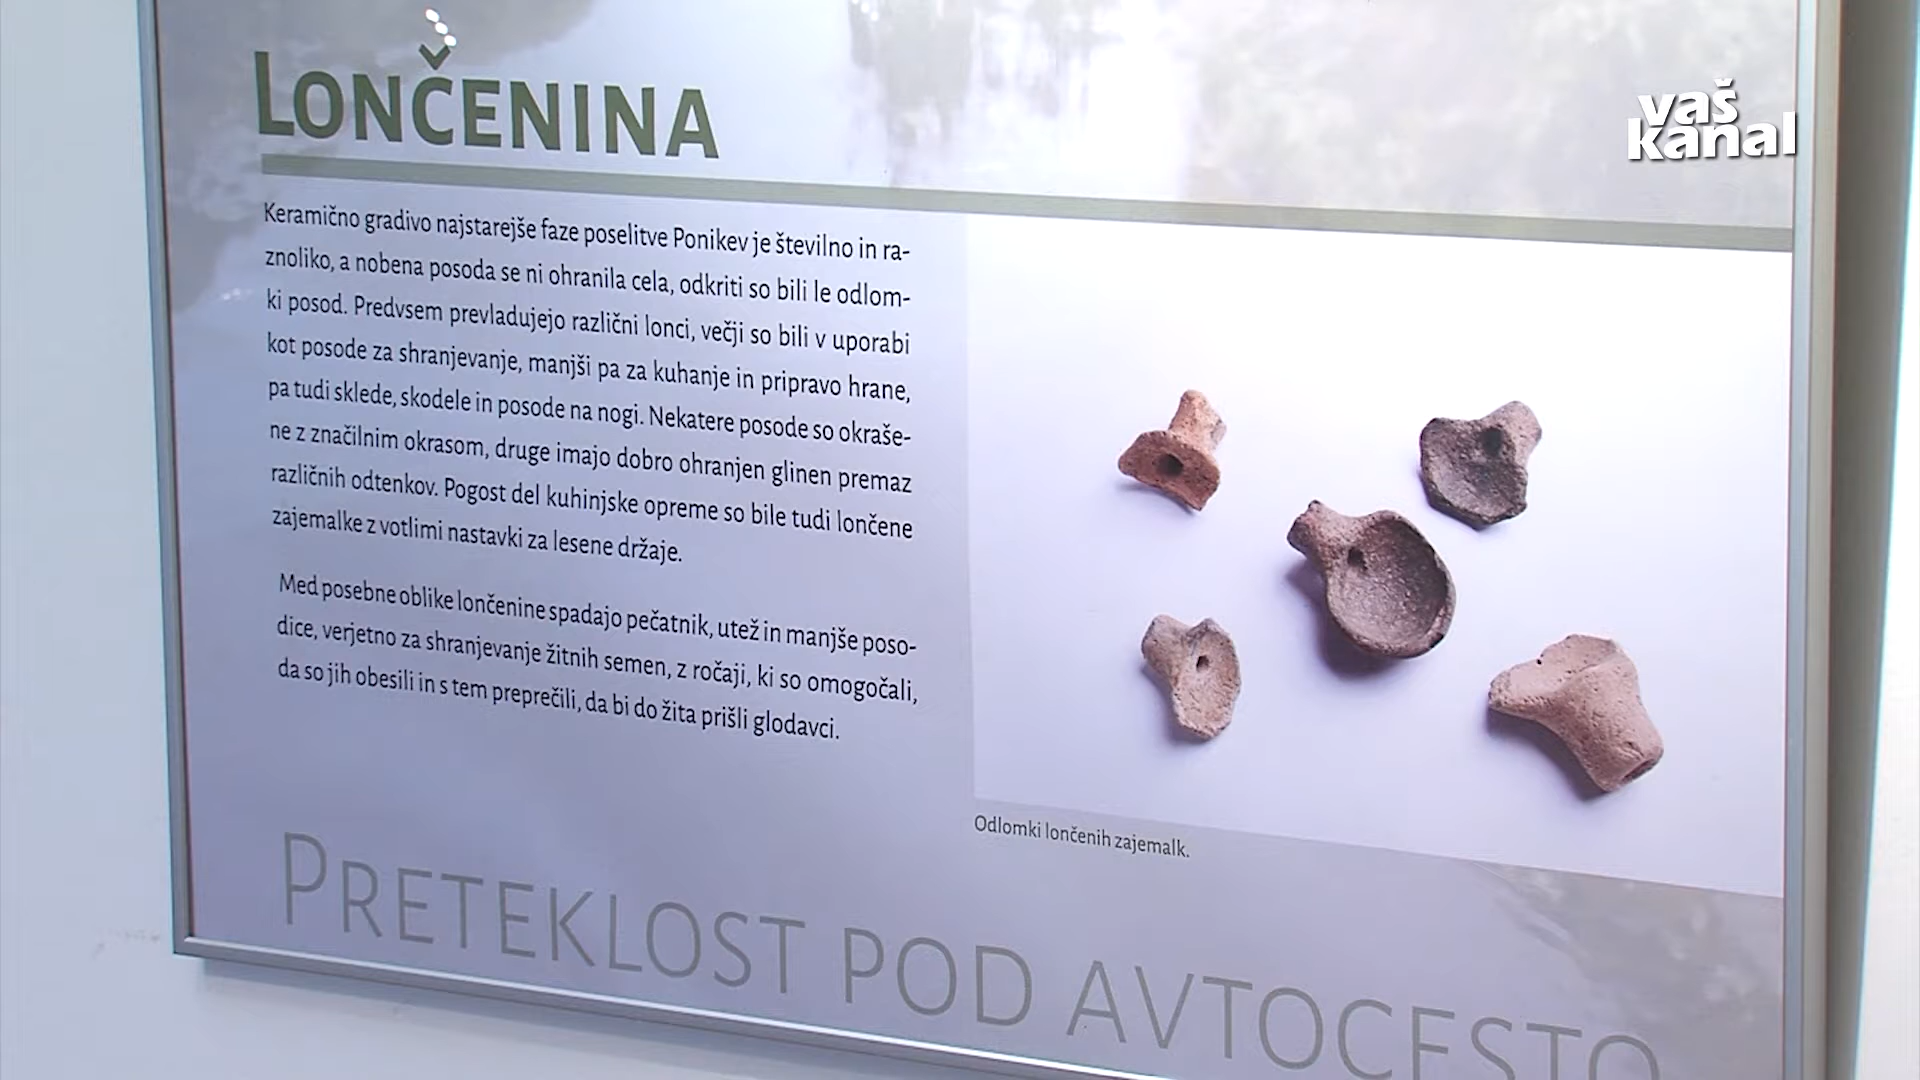 LONČENINA
vaš
kanal
Keramično gradivo najstarejše faze poselitve Ponikev je številno in ra-
znoliko, a nobena posoda se ni ohranila cela, odkriti so bili le odlom-
ki posod. Predvsem prevladujejo različni lonci, večji so bili v uporabi
kot posode za shranjevanje, manjši pa za kuhanje in pripravo hrane,
pa tudi sklede, skodele in posode na nogi. Nekatere posode so okraše-
ne z značilnim okrasom, druge imajo dobro ohranjen glinen premaz
različnih odtenkov. Pogost del kuhinjske opreme so bile tudi lončene
zajemalke z votlimi nastavki za lesene držaje.
Med posebne oblike lončenine spadajo pečatnik, utež in manjše poso-
dice, verjetno za shranjevanje žitnih semen, z ročaji, ki so omogočali,
da so jih obesili in s tem preprečili, da bi do žita prišli glodavci.
Odlomki lončenih zajemalk.
PRETEKLOST POD AVTOCESTO